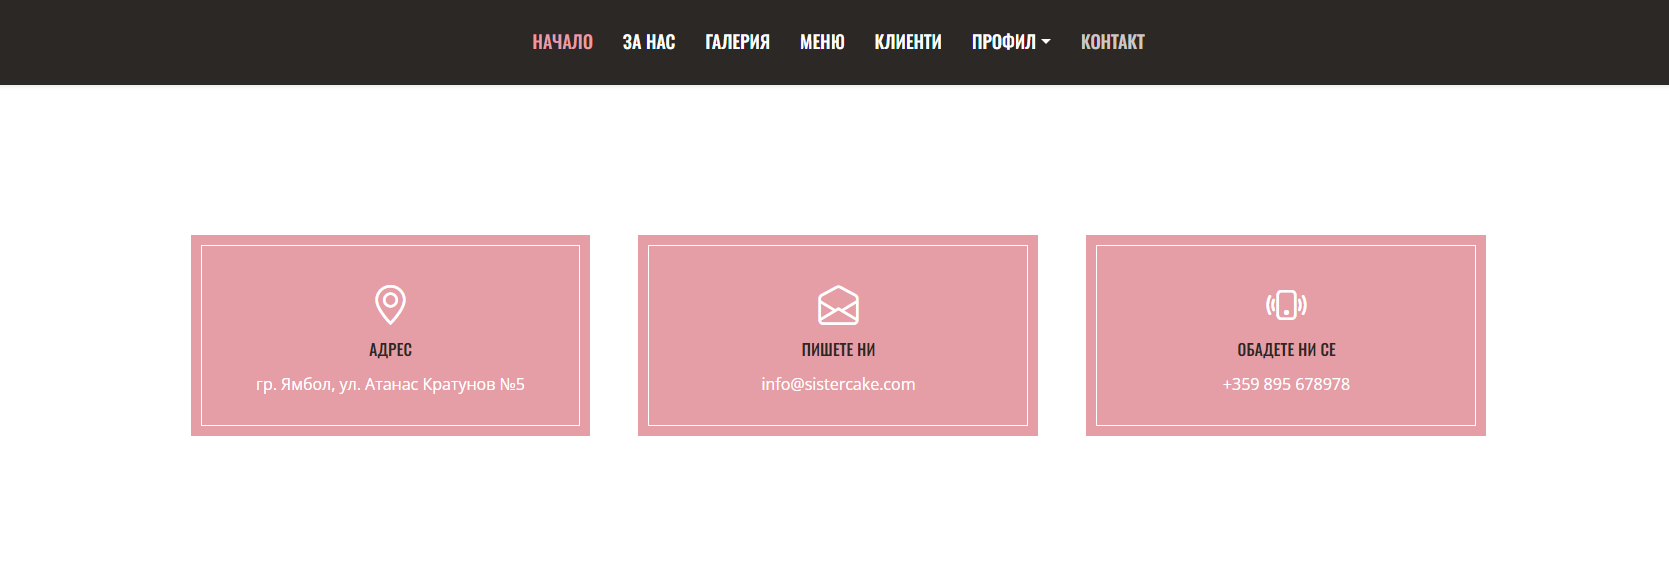 НАЧАЛО ЗА НАС ГАЛЕРИЯ МЕНЮ КЛИЕНТИ ПРОФИЛ КОНТАКТ
АДРЕС
гр. Ямбол, ул. Атанас Кратунов №5
ПИШЕТЕ НИ
info@sistercake.com
ОБАДЕТЕ НИ СЕ
+359 895 678978